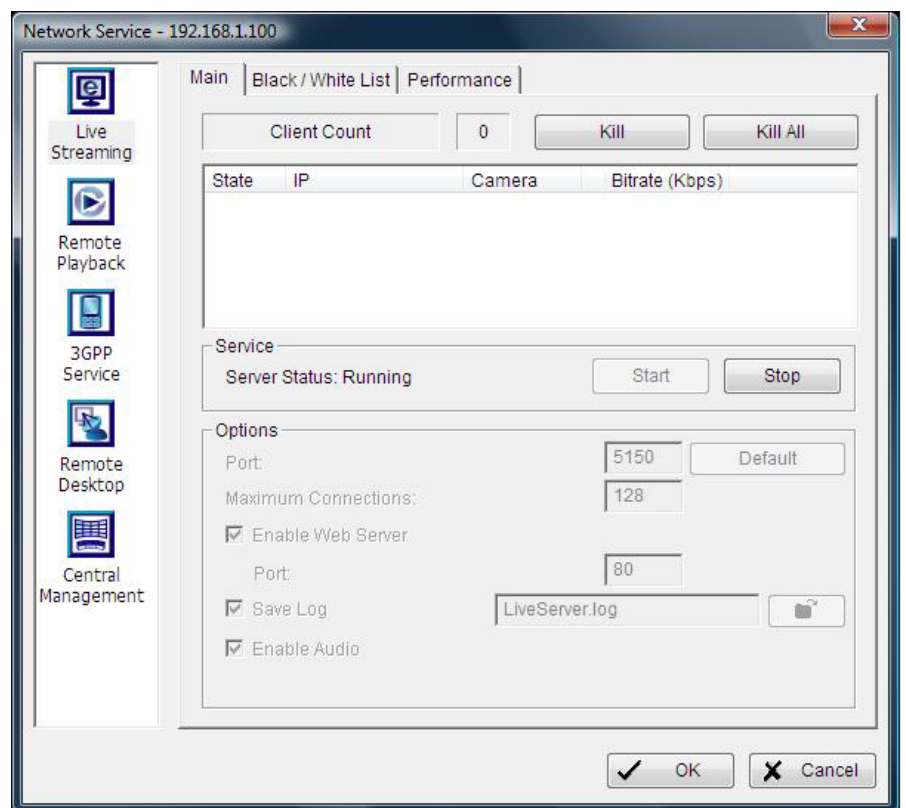 Network Service - 192.168.1.100
Live
Streaming
Remote
Playback
3GPP
Service
Remote
Desktop
Central
Management
Main Black / White List Performance
Client Count 0 Kill Kill All
State IP Camera Bitrate (Kbps)
Service
Server Status: Running Start Stop
Options
Port: 5150 Default
Maximum Connections: 128
Enable Web Server
Port: 80
Save Log LiveServer.log
Enable Audio
OK Cancel